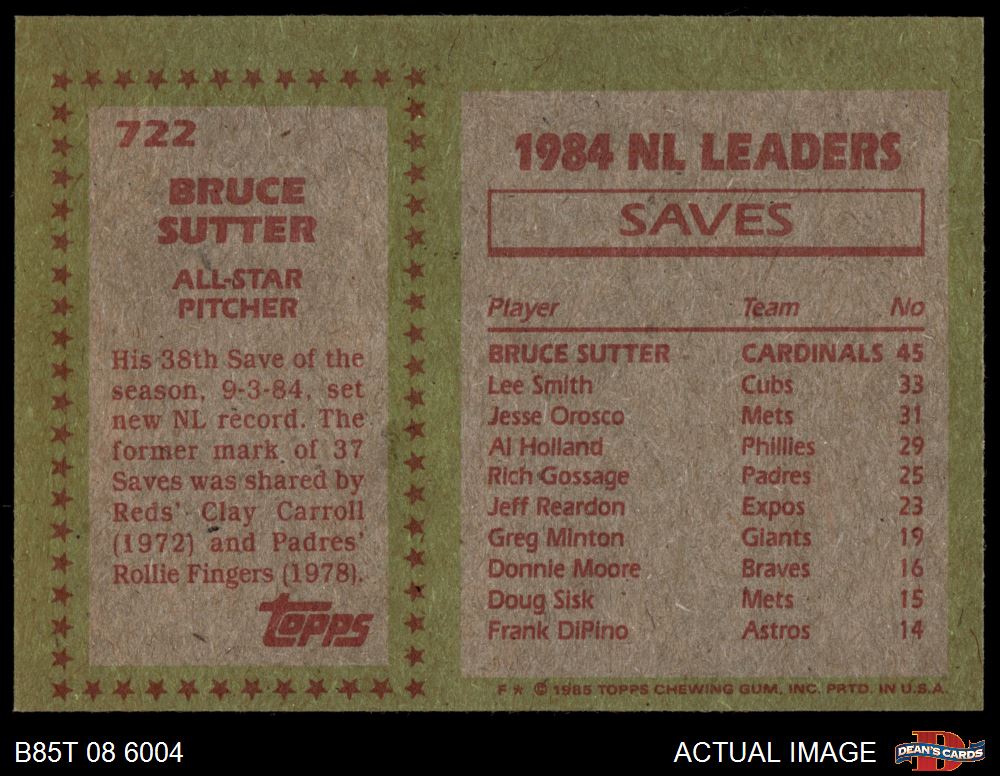 722
BRUCE
SUTTER
ALL-STAR
PITCHER
His 38th Save of the
season, 9-3-84, set
new NL record. The
former mark of 37
Saves was shared by
Reds' Clay Carroll
(1972) and Padres'
Rollie Fingers (1978).
topps
1984 NL LEADERS
SAVES
Player Team No
BRUCE SUTTER CARDINALS 45
Lee Smith Cubs 33
Jesse Orosco Mets 31
Al Holland Phillies 29
Rich Gossage Padres 25
Jeff Reardon Expos 23
Greg Minton Giants 19
Donnie Moore Braves 16
Doug Sisk Mets 15
Frank DiPino Astros 14
F * © 1985 TOPPS CHEWING GUM, INC. PRTD. IN U.S.A.
B85T 08 6004
ACTUAL IMAGE
DEAN'S CARDS